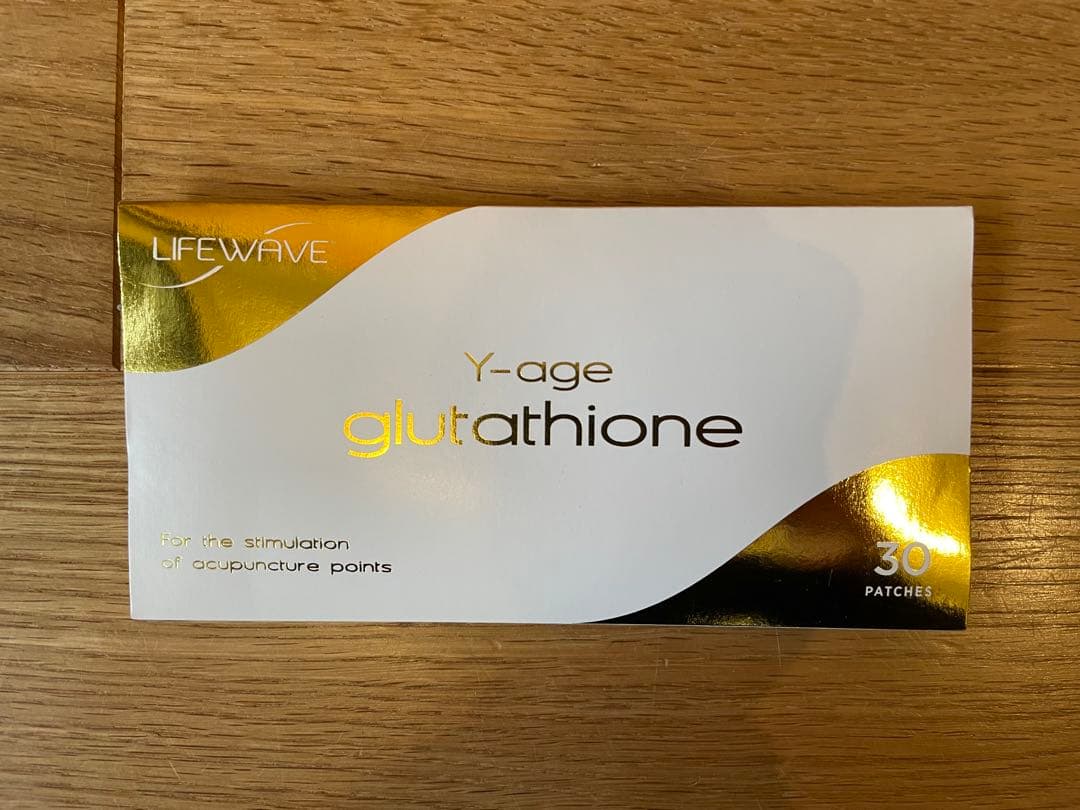 LIFEWAVE
Y-age
glutathione
For the stimulation
of acupuncture points
30
PATCHES